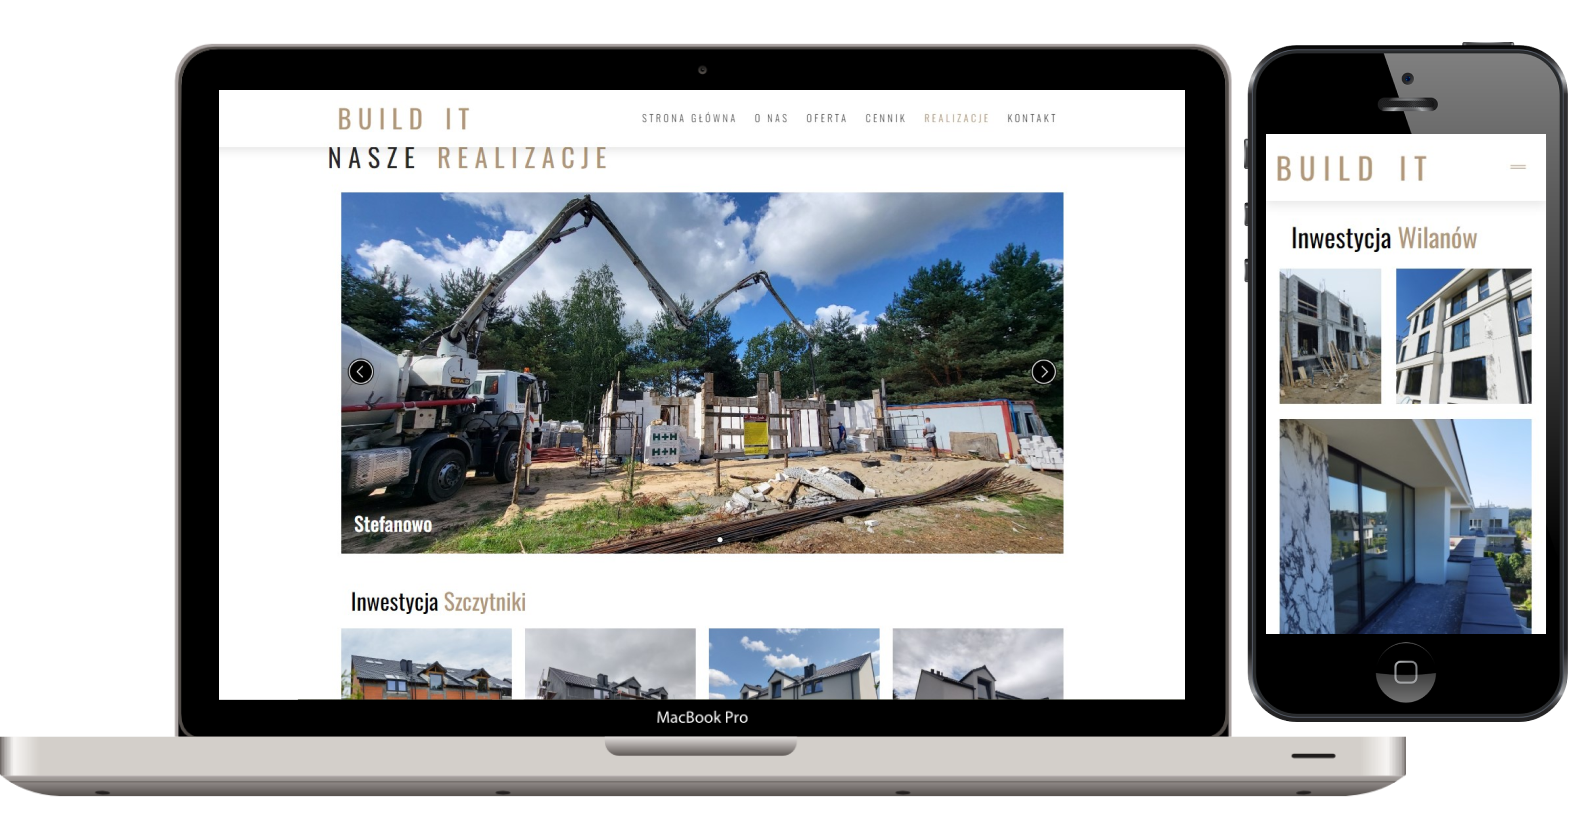 BUILD IT
STRONA GŁÓWNA O NAS OFERTA CENNIK REALIZACJE KONTAKT
NASZE REALIZACJE
H+H
H+H
Stefanowo
Inwestycja Szczytniki
MacBook Pro
BUILD IT
Inwestycja Wilanów